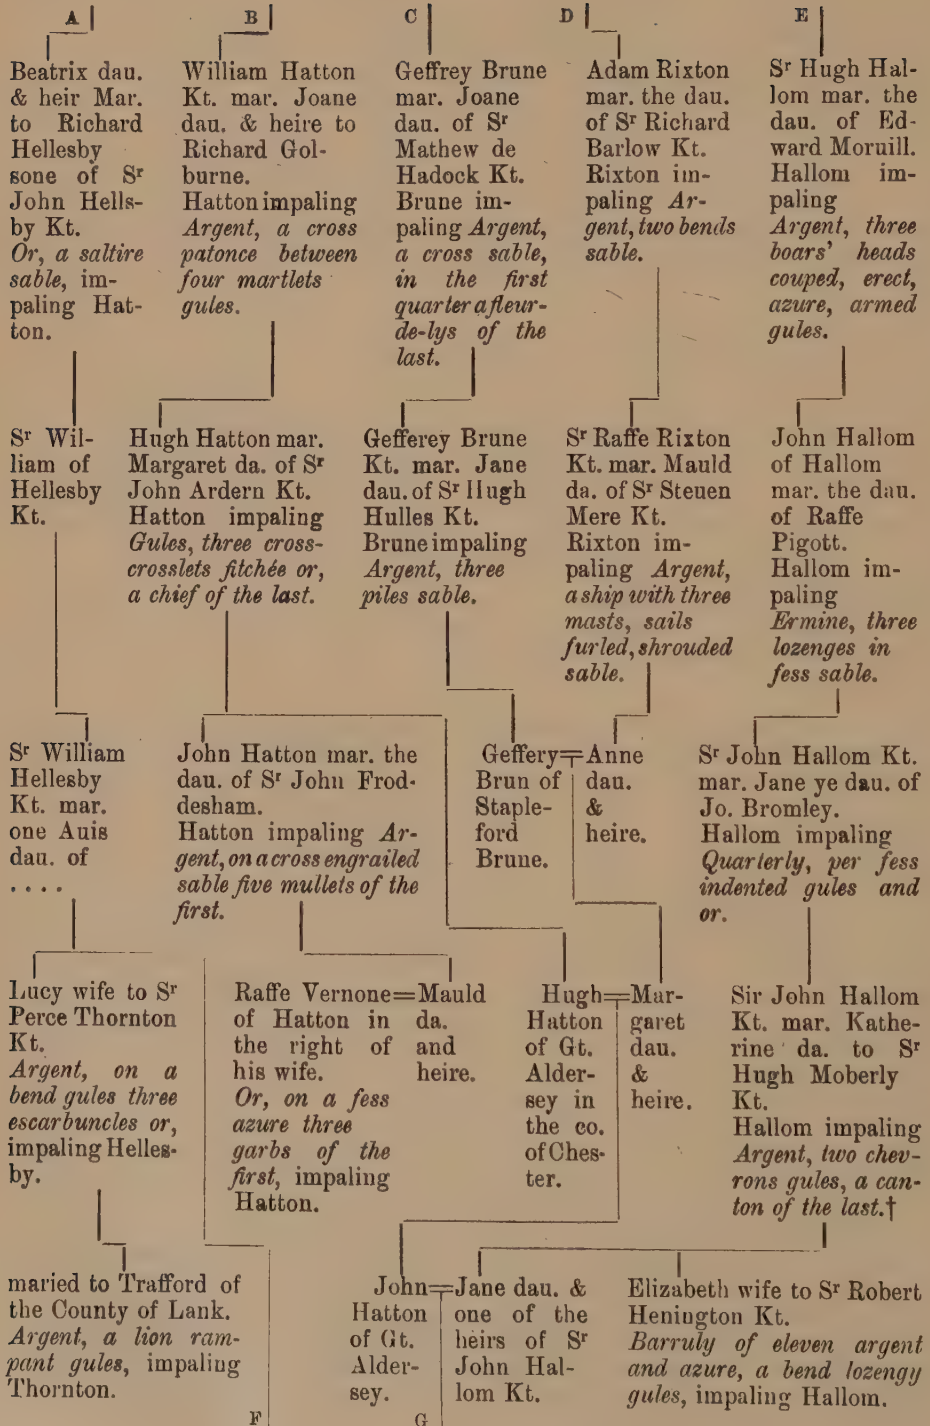 A
B
C
D
E
Beatrix dau.
& heir Mar.
to Richard
Hellesby
sone of Sʳ
John Hells-
by Kt.
Or, a saltire
sable, im-
paling Hat-
ton.
William Hatton
Kt. mar. Joane
dau. & heire to
Richard Gol-
burne.
Hatton impaling
Argent, a cross
patonce between
four martlets
gules.
Geffrey Brune
mar. Joane
dau. of Sʳ
Mathew de
Hadock Kt.
Brune im-
paling Argent,
a cross sable,
in the first
quarter a fleur-
de-lys of the
last.
Adam Rixton
mar. the dau.
of Sʳ Richard
Barlow Kt.
Rixton im-
paling Ar-
gent, two bends
sable.
Sʳ Hugh Hal-
lom mar. the
dau. of Ed-
ward Moruill.
Hallom im-
paling
Argent, three
boars' heads
couped, erect,
azure, armed
gules.
Sʳ Wil-
liam of
Hellesby
Kt.
Hugh Hatton mar.
Margaret da. of Sʳ
John Ardern Kt.
Hatton impaling
Gules, three cross-
crosslets fitchée or,
a chief of the last.
Gefferey Brune
Kt. mar. Jane
dau. of Sʳ Hugh
Hulles Kt.
Brune impaling
Argent, three
piles sable.
Sʳ Raffe Rixton
Kt. mar. Mauld
da. of Sʳ Steuen
Mere Kt.
Rixton im-
paling Argent,
a ship with three
masts, sails
furled, shrouded
sable.
John Hallom
of Hallom
mar. the dau.
of Raffe
Pigott.
Hallom im-
paling
Ermine, three
lozenges in
fess sable.
Sʳ William
Hellesby
Kt. mar.
one Auis
dau. of
. . . .
John Hatton mar. the
dau. of Sʳ John Frod-
desham.
Hatton impaling Ar-
gent, on a cross engrailed
sable five mullets of the
first.
Geffery
Brun of
Staple-
ford
Brune.
Anne
dau.
&
heire.
Sʳ John Hallom Kt.
mar. Jane ye dau. of
Jo. Bromley.
Hallom impaling
Quarterly, per fess
indented gules and
or.
Lucy wife to Sʳ
Perce Thornton
Kt.
Argent, on a
bend gules three
escarbuncles or,
impaling Helles-
by.
Raffe Vernone=
of Hatton in
the right of
his wife.
Or, on a fess
azure three
garbs of the
first, impaling
Hatton.
Mauld
da.
and
heire.
Hugh
Hatton
of Gt.
Alder-
sey in
the co.
of Ches-
ter.
Mar-
garet
dau.
&
heire.
Sir John Hallom
Kt. mar. Kathe-
rine da. to Sʳ
Hugh Moberly
Kt.
Hallom impaling
Argent, two chev-
rons gules, a can-
ton of the last.†
maried to Trafford of
the County of Lank.
Argent, a lion ram-
pant gules, impaling
Thornton.
John
Hatton
of Gt.
Alder-
sey.
Jane dau. &
one of the
heirs of Sʳ
John Hal-
lom Kt.
Elizabeth wife to Sʳ Robert
Henington Kt.
Barruly of eleven argent
and azure, a bend lozengy
gules, impaling Hallom.
F
G